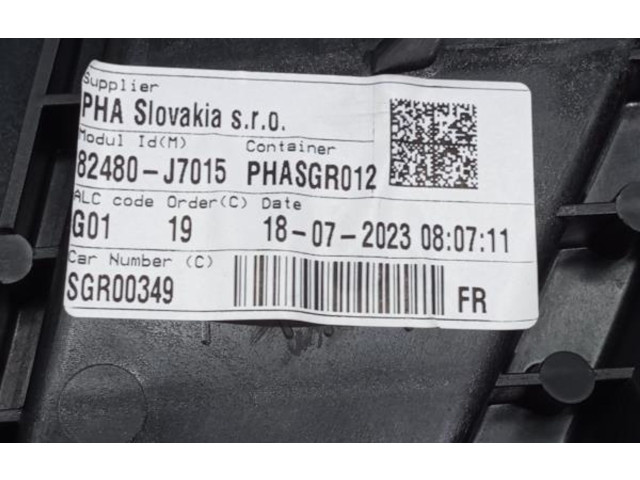 Supplier
PHA Slovakia s.r.o.
Modul Id(M) Container
82480-J7015 PHASGR012
ALC code Order(C) Date
G01 19 18-07-2023 08:07:11
Car Number (C)
SGR00349 FR